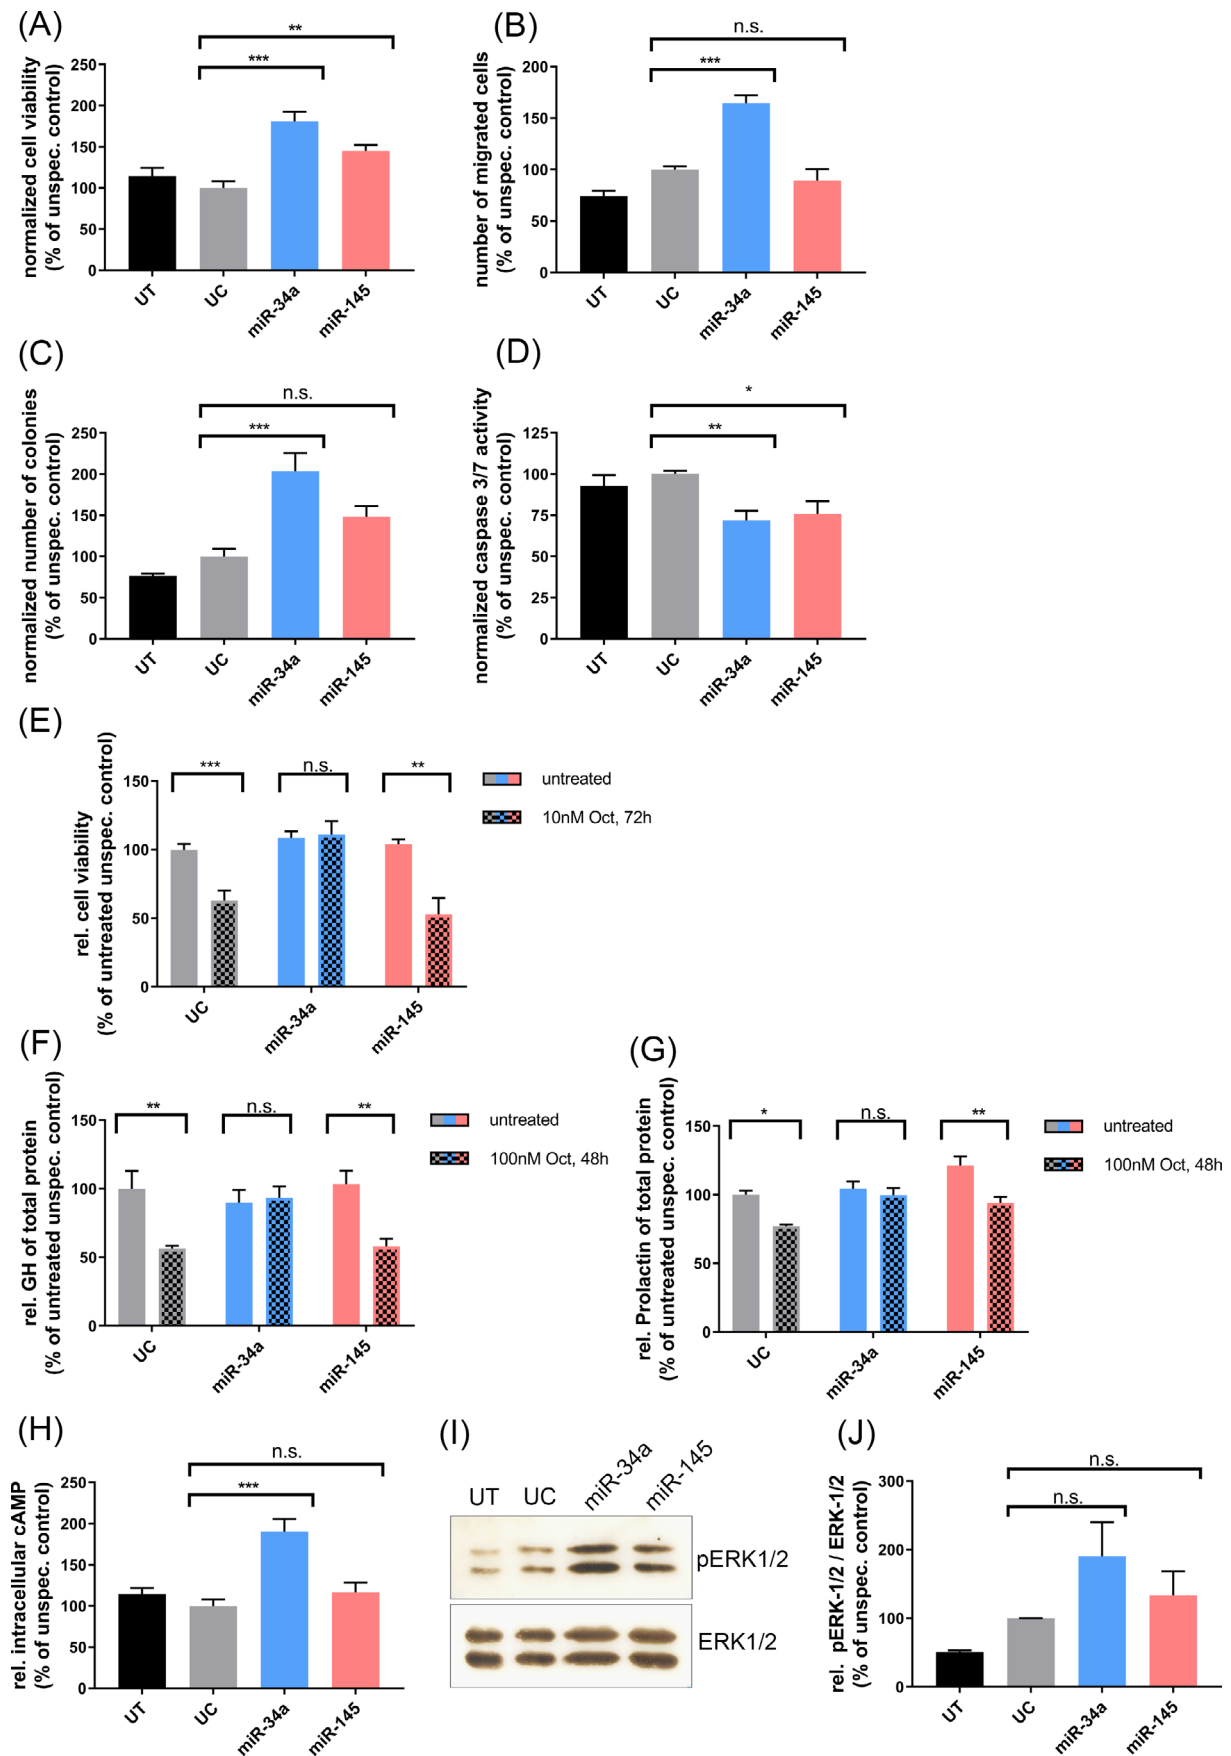 (A)
**
***
normalized cell viability
(% of unspec. control)
250
200
150
100
50
0
UT
UC
miR-34a
miR-145
(B)
n.s.
***
number of migrated cells
(% of unspec. control)
200
150
100
50
0
UT
UC
miR-34a
miR-145
(C)
n.s.
***
normalized number of colonies
(% of unspec. control)
250
200
150
100
50
0
UT
UC
miR-34a
miR-145
(D)
*
**
normalized caspase 3/7 activity
(% of unspec. control)
125
100
75
50
25
0
UT
UC
miR-34a
miR-145
(E)
*** n.s. **
rel. cell viability
(% of untreated unspec. control)
150
100
50
0
UC
miR-34a
miR-145
untreated
10nM Oct, 72h
(F)
** n.s. **
rel. GH of total protein
(% of untreated unspec. control)
150
100
50
0
UC
miR-34a
miR-145
untreated
100nM Oct, 48h
(G)
* n.s. **
rel. Prolactin of total protein
(% of untreated unspec. control)
150
100
50
0
UC
miR-34a
miR-145
untreated
100nM Oct, 48h
(H)
n.s.
***
rel. intracellular cAMP
(% of unspec. control)
250
200
150
100
50
0
UT
UC
miR-34a
miR-145
(I)
UT UC miR-34a miR-145
pERK1/2
ERK1/2
(J)
n.s.
n.s.
rel. pERK-1/2 / ERK-1/2
(% of unspec. control)
300
200
100
0
UT
UC
miR-34a
miR-145